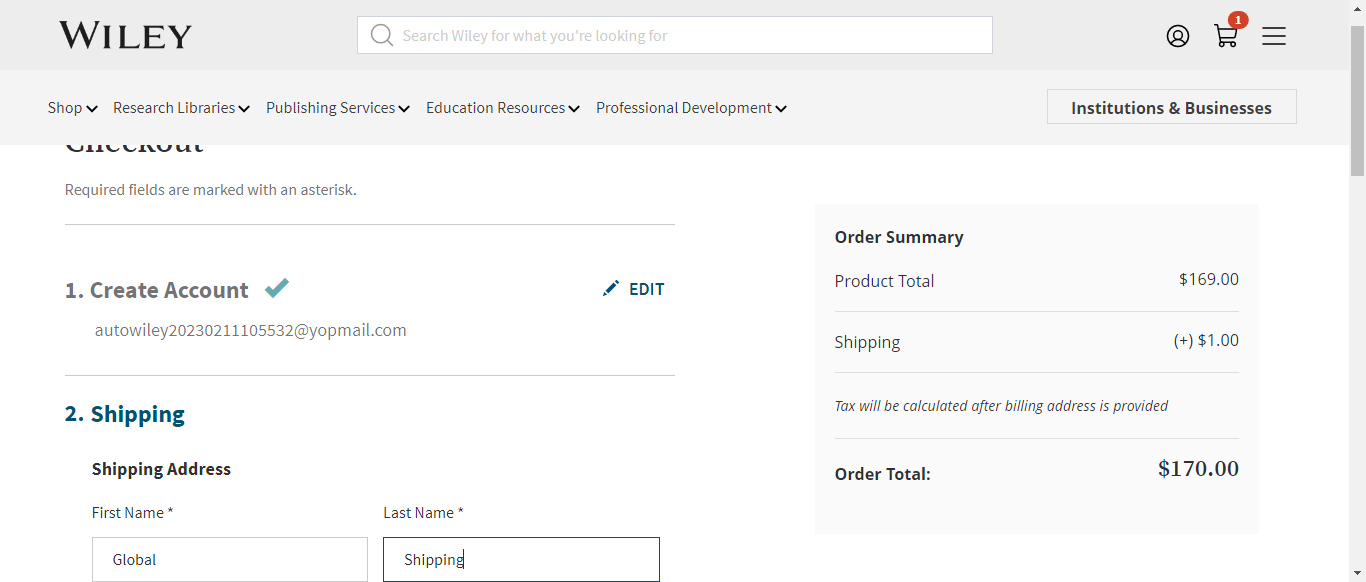 WILEY
Search Wiley for what you're looking for
1
Shop Research Libraries Publishing Services Education Resources Professional Development
Institutions & Businesses
Checkout
Required fields are marked with an asterisk.
1. Create Account
EDIT
autowiley20230211105532@yopmail.com
2. Shipping
Shipping Address
First Name * Last Name *
Global Shipping
Order Summary
Product Total $169.00
Shipping (+) $1.00
Tax will be calculated after billing address is provided
Order Total: $170.00